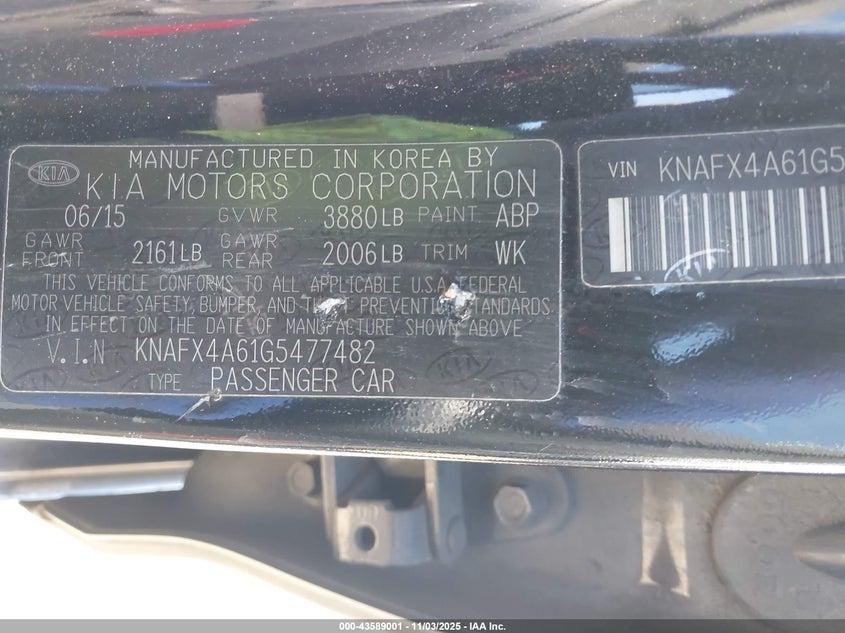 MANUFACTURED IN KOREA BY
KIA KIA MOTORS CORPORATION
06/15 GVWR 3880LB PAINT ABP
GAWR FRONT 2161LB GAWR REAR 2006LB TRIM WK
THIS VEHICLE CONFORMS TO ALL APPLICABLE U.S.A. FEDERAL
MOTOR VEHICLE SAFETY, BUMPER, AND PREVENTION STANDARDS
IN EFFECT ON THE DATE OF MANUFACTURE SHOWN ABOVE
V.I.N KNAFX4A61G5477482
TYPE PASSENGER CAR
VIN KNAFX4A61G5
000-43589001 - 11/03/2025 - IAA Inc.